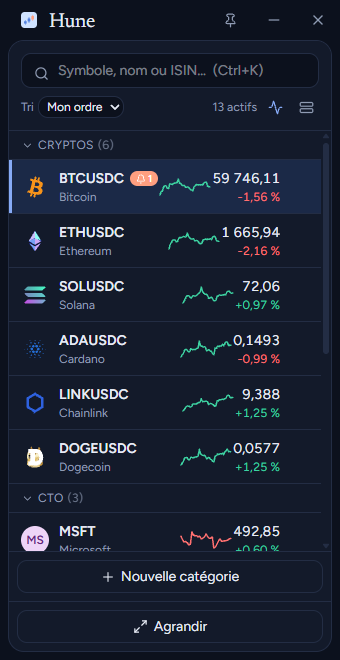 Hune
Symbole, nom ou ISIN... (Ctrl+K)
Tri Mon ordre 13 actifs
CRYPTOS (6)
BTCUSDC 1 59 746,11
Bitcoin -1,56 %
ETHUSDC 1 665,94
Ethereum -2,16 %
SOLUSDC 72,06
Solana +0,97 %
ADAUSDC 0,1493
Cardano -0,99 %
LINKUSDC 9,388
Chainlink +1,25 %
DOGEUSDC 0,0577
Dogecoin +1,25 %
CTO (3)
MS MSFT 492,85
Microsoft +0,60 %
Nouvelle catégorie
Agrandir